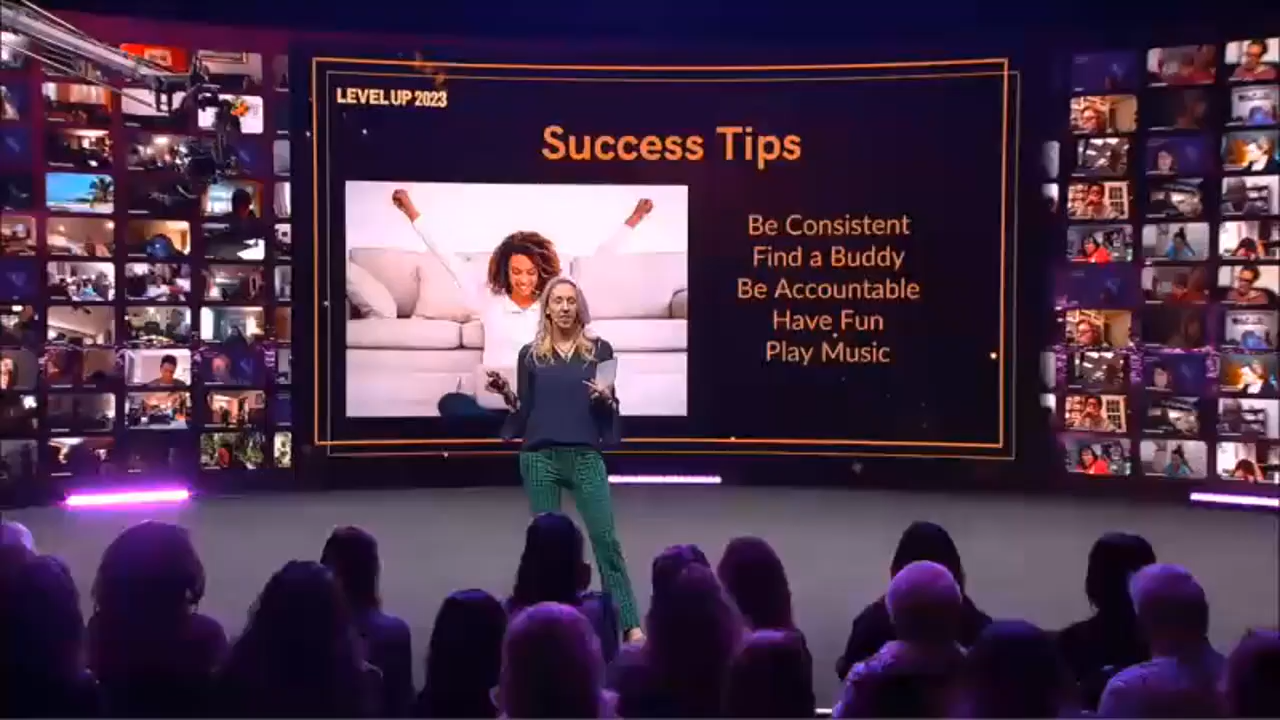 LEVEL UP 2023
Success Tips
Be Consistent
Find a Buddy
Be Accountable
Have Fun
Play Music